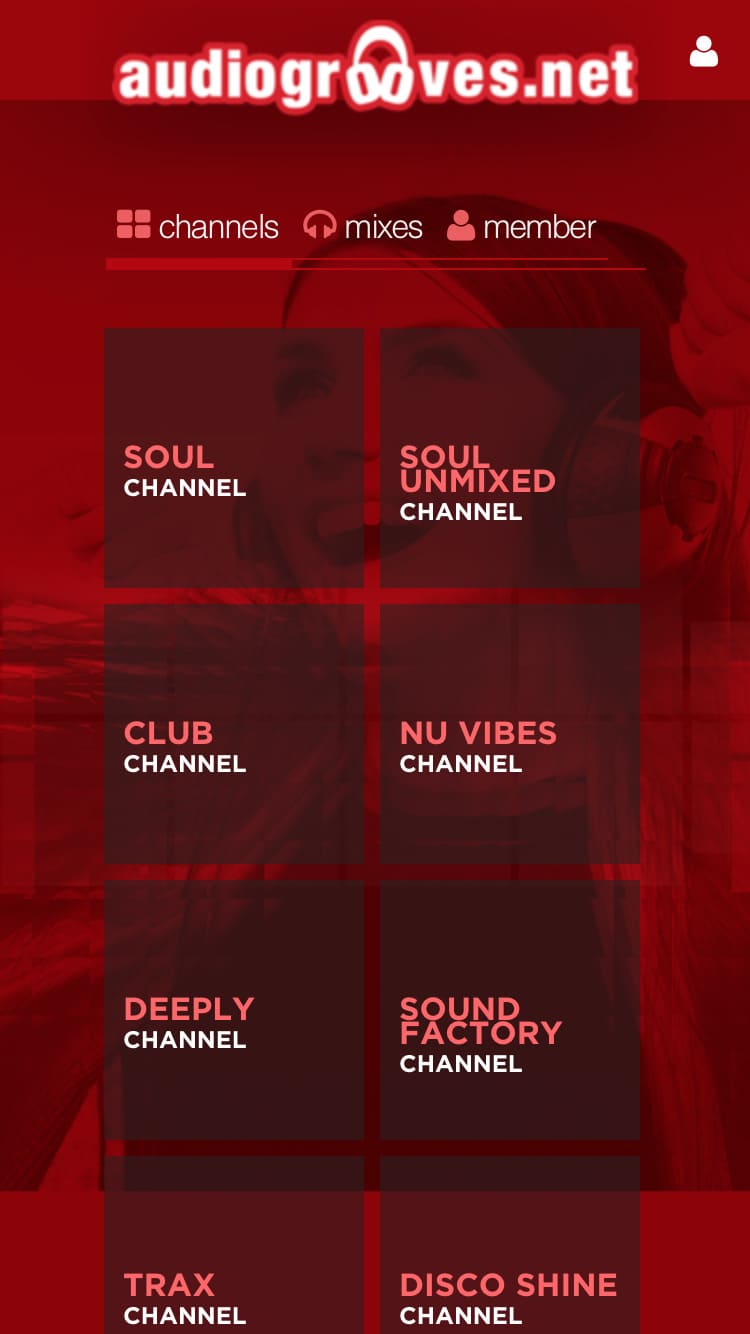 audiogrooves.net
channels mixes member
SOUL
CHANNEL
SOUL
UNMIXED
CHANNEL
CLUB
CHANNEL
NU VIBES
CHANNEL
DEEPLY
CHANNEL
SOUND
FACTORY
CHANNEL
TRAX
CHANNEL
DISCO SHINE
CHANNEL